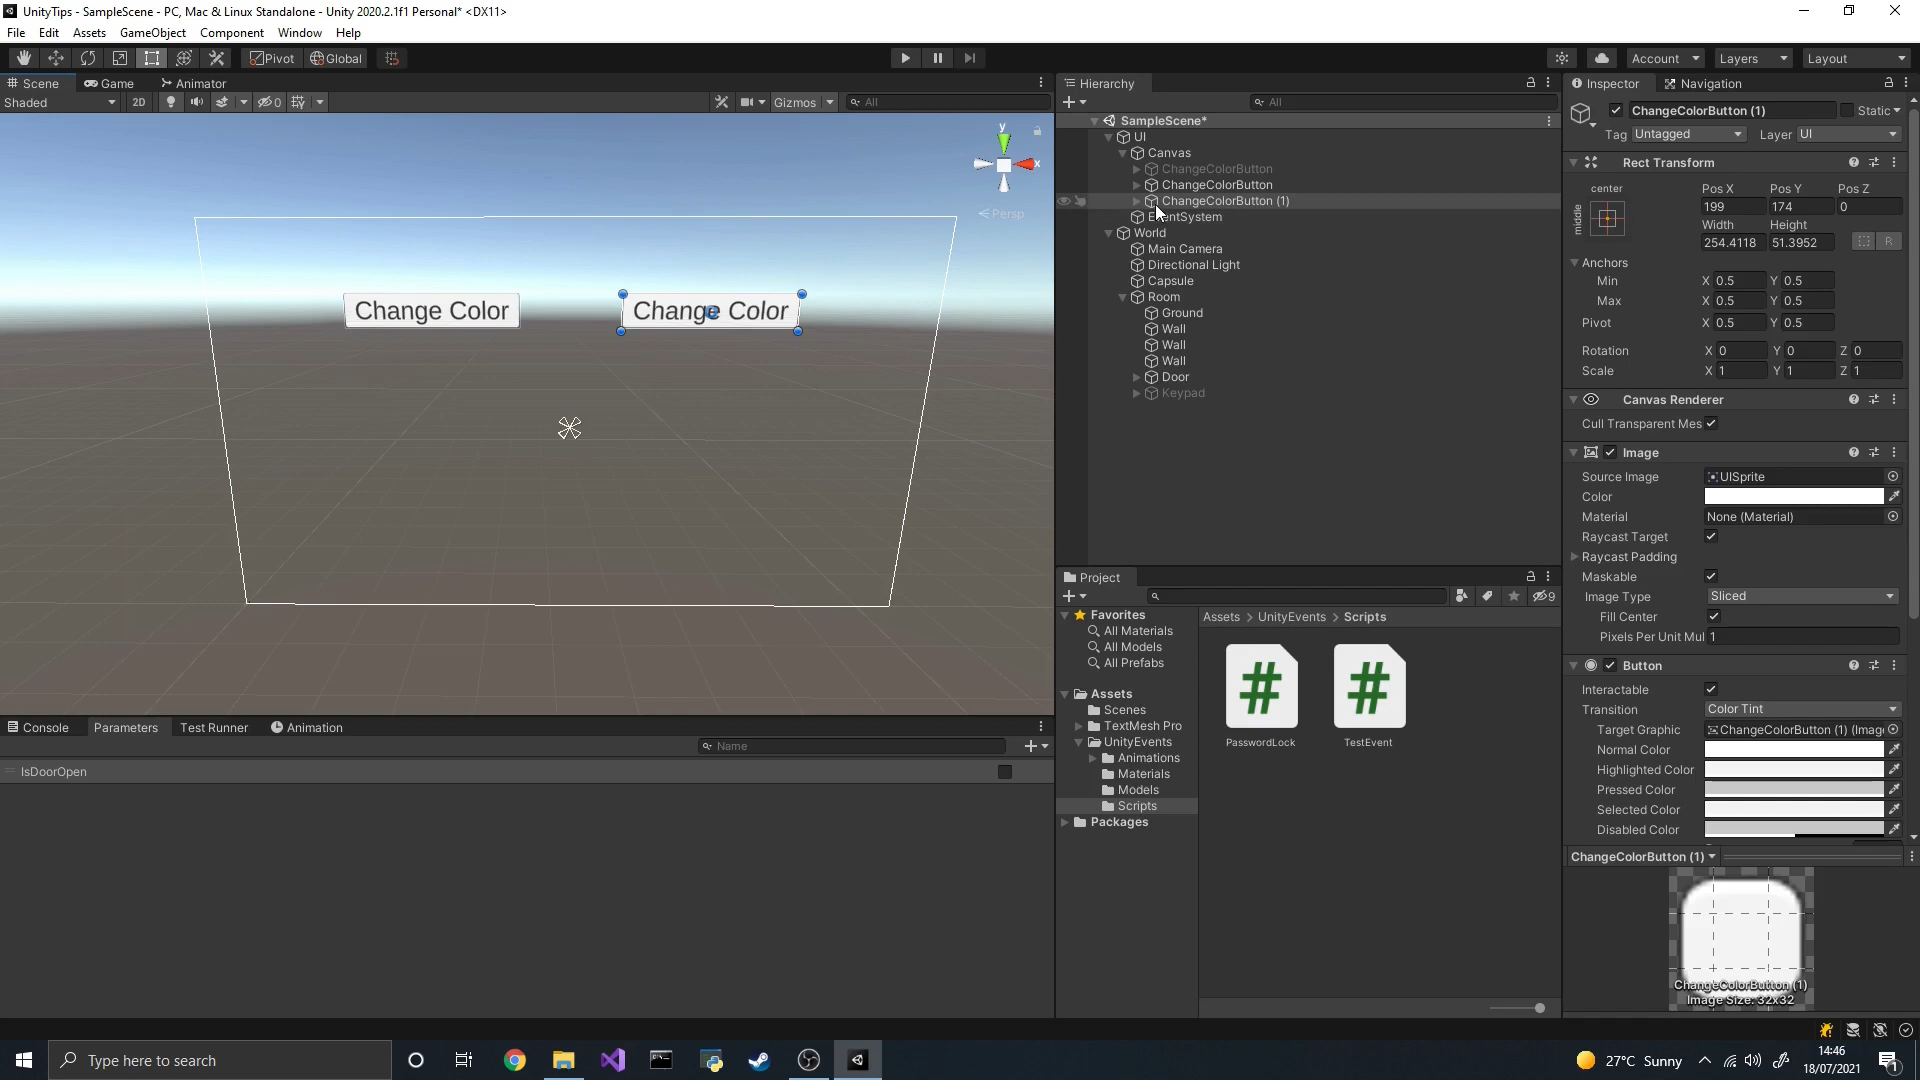 UnityTips - SampleScene - PC, Mac & Linux Standalone - Unity 2020.2.1f1 Personal* <DX11>
File Edit Assets GameObject Component Window Help
Pivot Global Account Layers Layout
Scene Game Animator
Shaded 2D 0 Gizmos All
y
x
Persp
Change Color Change Color
Hierarchy
All
SampleScene*
UI
Canvas
ChangeColorButton
ChangeColorButton
ChangeColorButton (1)
EventSystem
World
Main Camera
Directional Light
Capsule
Room
Ground
Wall
Wall
Wall
Door
Keypad
Console Parameters Test Runner Animation
Name
IsDoorOpen
Project
9
Favorites
All Materials
All Models
All Prefabs
Assets
Scenes
TextMesh Pro
UnityEvents
Animations
Materials
Models
Scripts
Packages
Assets > UnityEvents > Scripts
# #
PasswordLock TestEvent
Inspector Navigation
ChangeColorButton (1) Static
Tag Untagged Layer UI
Rect Transform
center
middle
Pos X Pos Y Pos Z
199 174 0
Width Height
254.4118 51.3952 R
Anchors
Min X 0.5 Y 0.5
Max X 0.5 Y 0.5
Pivot X 0.5 Y 0.5
Rotation X 0 Y 0 Z 0
Scale X 1 Y 1 Z 1
Canvas Renderer
Cull Transparent Mes
Image
Source Image UISprite
Color
Material None (Material)
Raycast Target
Raycast Padding
Maskable
Image Type Sliced
Fill Center
Pixels Per Unit Mul 1
Button
Interactable
Transition Color Tint
Target Graphic ChangeColorButton (1) (Imag
Normal Color
Highlighted Color
Pressed Color
Selected Color
Disabled Color
ChangeColorButton (1)
ChangeColorButton (1)
Image Size: 32x32
Type here to search
27°C Sunny
14:46
18/07/2021
1